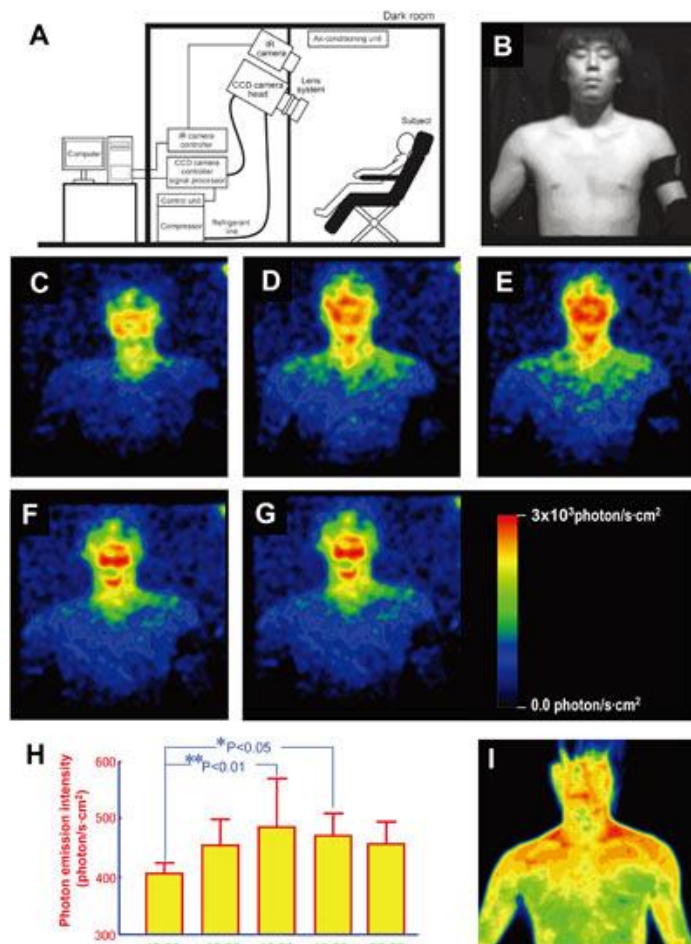 A
Dark room
IR
camera
Air-conditioning unit
CCD camera
head
Lens
system
Subject
Computer
IR camera
controller
CCD camera
controller
signal processor
Control unit
Compressor
Refrigerant
line
B
C
D
E
F
G
3x10³photon/s·cm²
0.0 photon/s·cm²
H
*P<0.05
**P<0.01
Photon emission intensity
(photon/s·cm²)
600
500
400
300
I